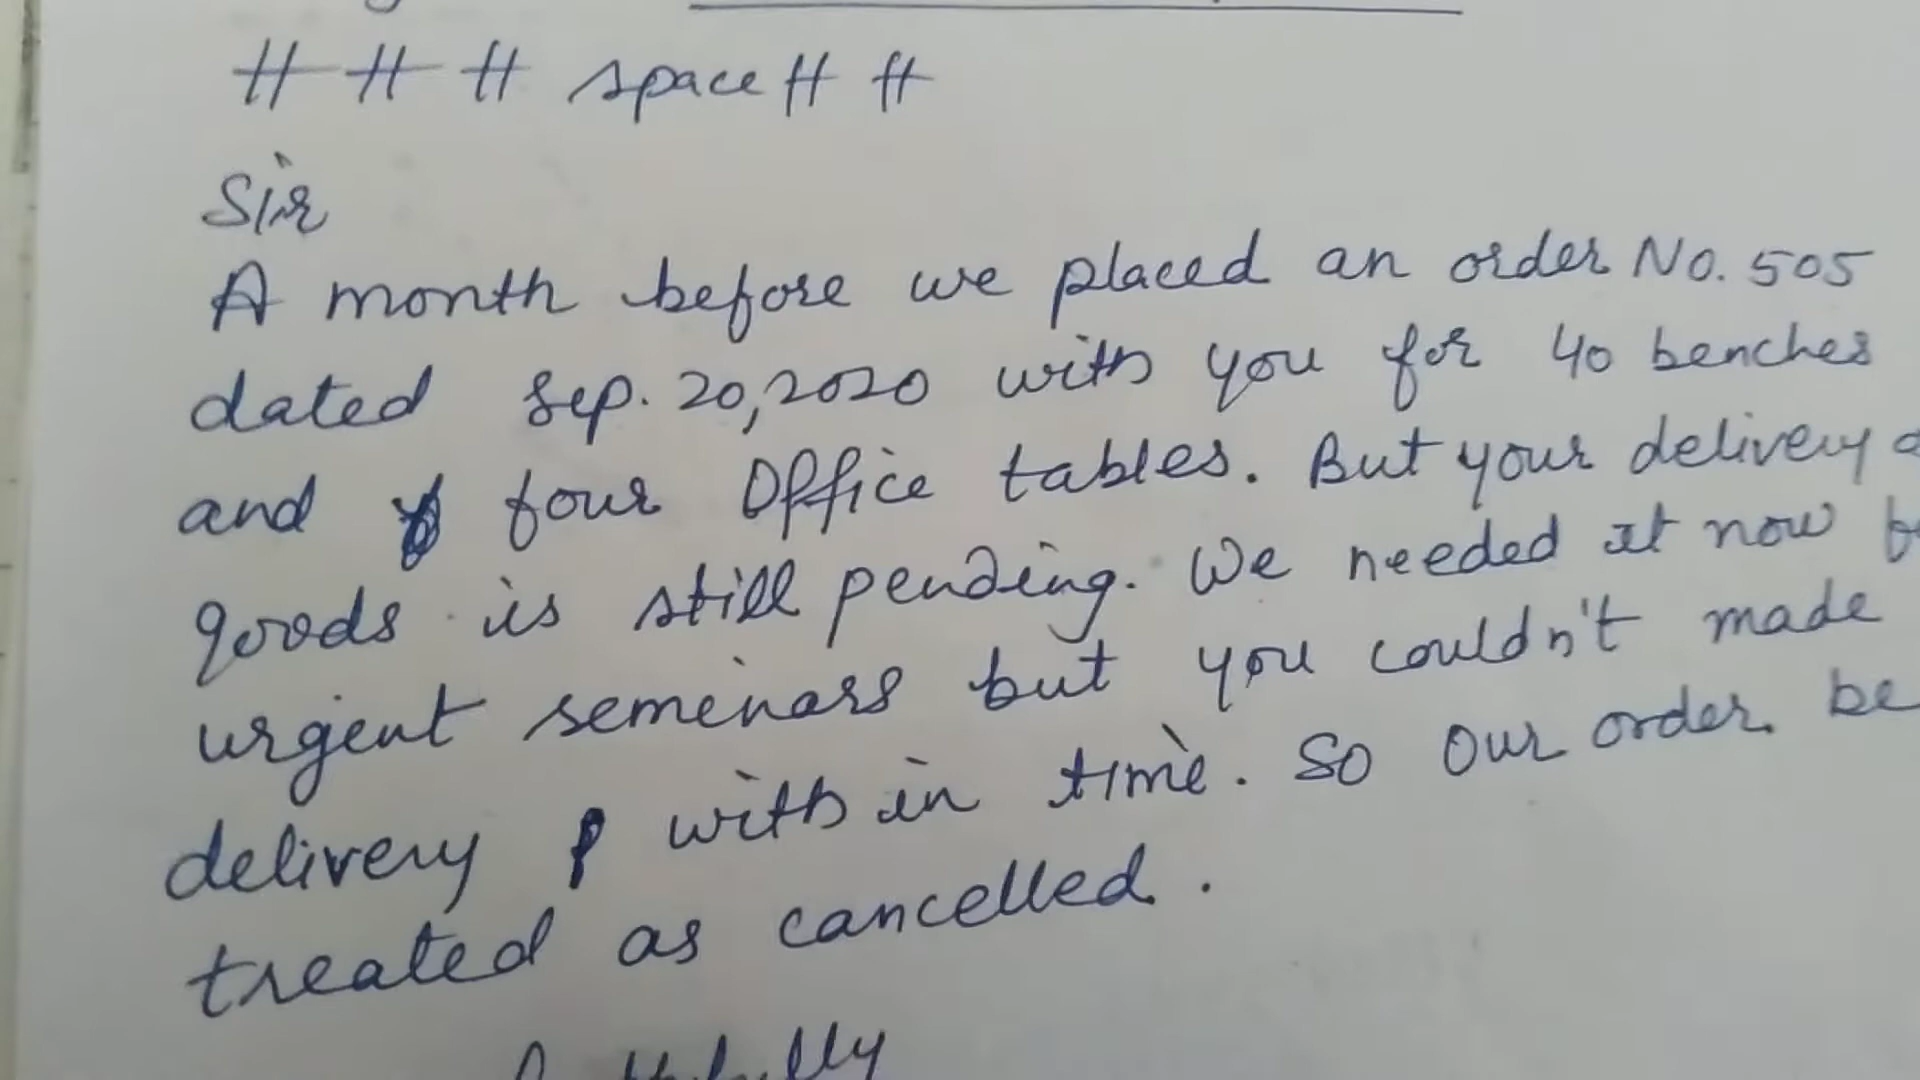 # # # space # #
Sir
A month before we placed an order No. 505
dated Sep. 20, 2020 with you for 40 benches
and four Office tables. But your delivery
goods is still pending. We needed it now
urgent semenars but you couldn't made
delivery with in time. So Our order be
treated as cancelled.